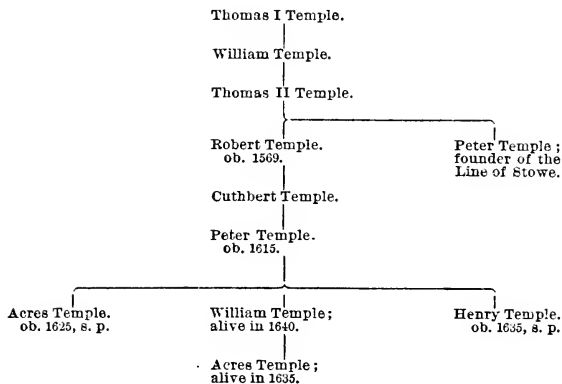 Thomas I Temple.
William Temple.
Thomas II Temple.
Robert Temple.
ob. 1569.
Peter Temple;
founder of the
Line of Stowe.
Cuthbert Temple.
Peter Temple.
ob. 1615.
Acres Temple.
ob. 1625, s. p.
William Temple;
alive in 1640.
Henry Temple.
ob. 1635, s. p.
Acres Temple;
alive in 1635.